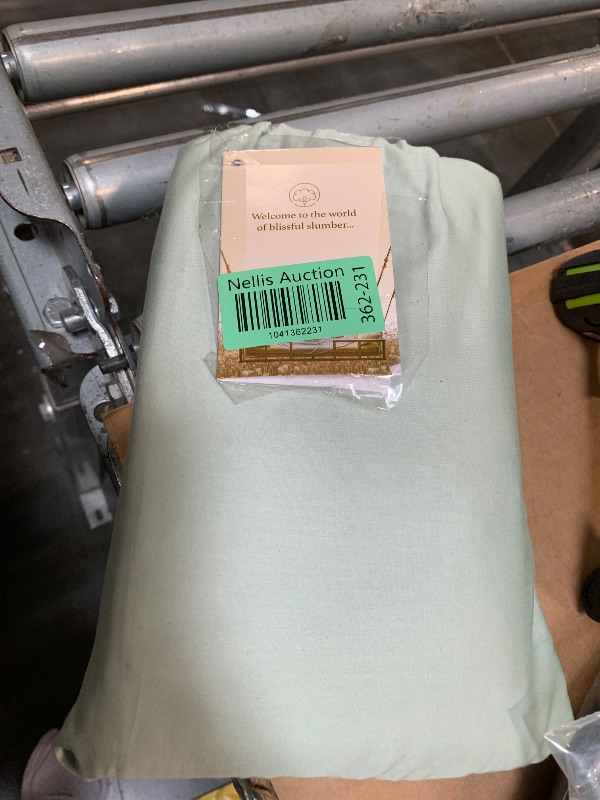 Welcome to the world
of blissful slumber...
Nellis Auction
362-231
1041362231